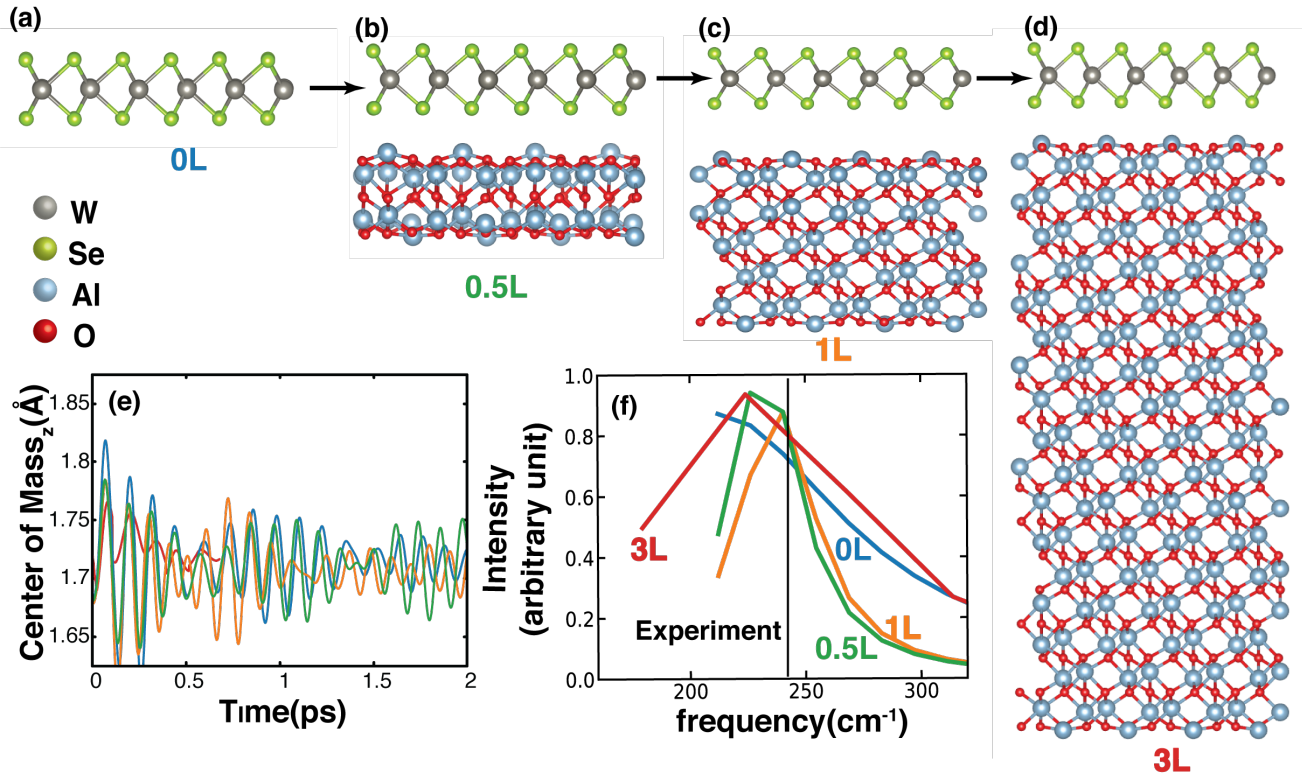 (a)
(b)
(c)
(d)
0L
0.5L
1L
3L
W
Se
Al
O
(e)
Center of Mass_z(Å)
1.85
1.8
1.75
1.7
1.65
0
0.5
1
1.5
2
Tıme(ps)
(f)
Intensity
(arbitrary unit)
1.0
0.8
0.6
0.4
0.2
0.0
3L
0L
1L
0.5L
Experiment
200
250
300
frequency(cm⁻¹)